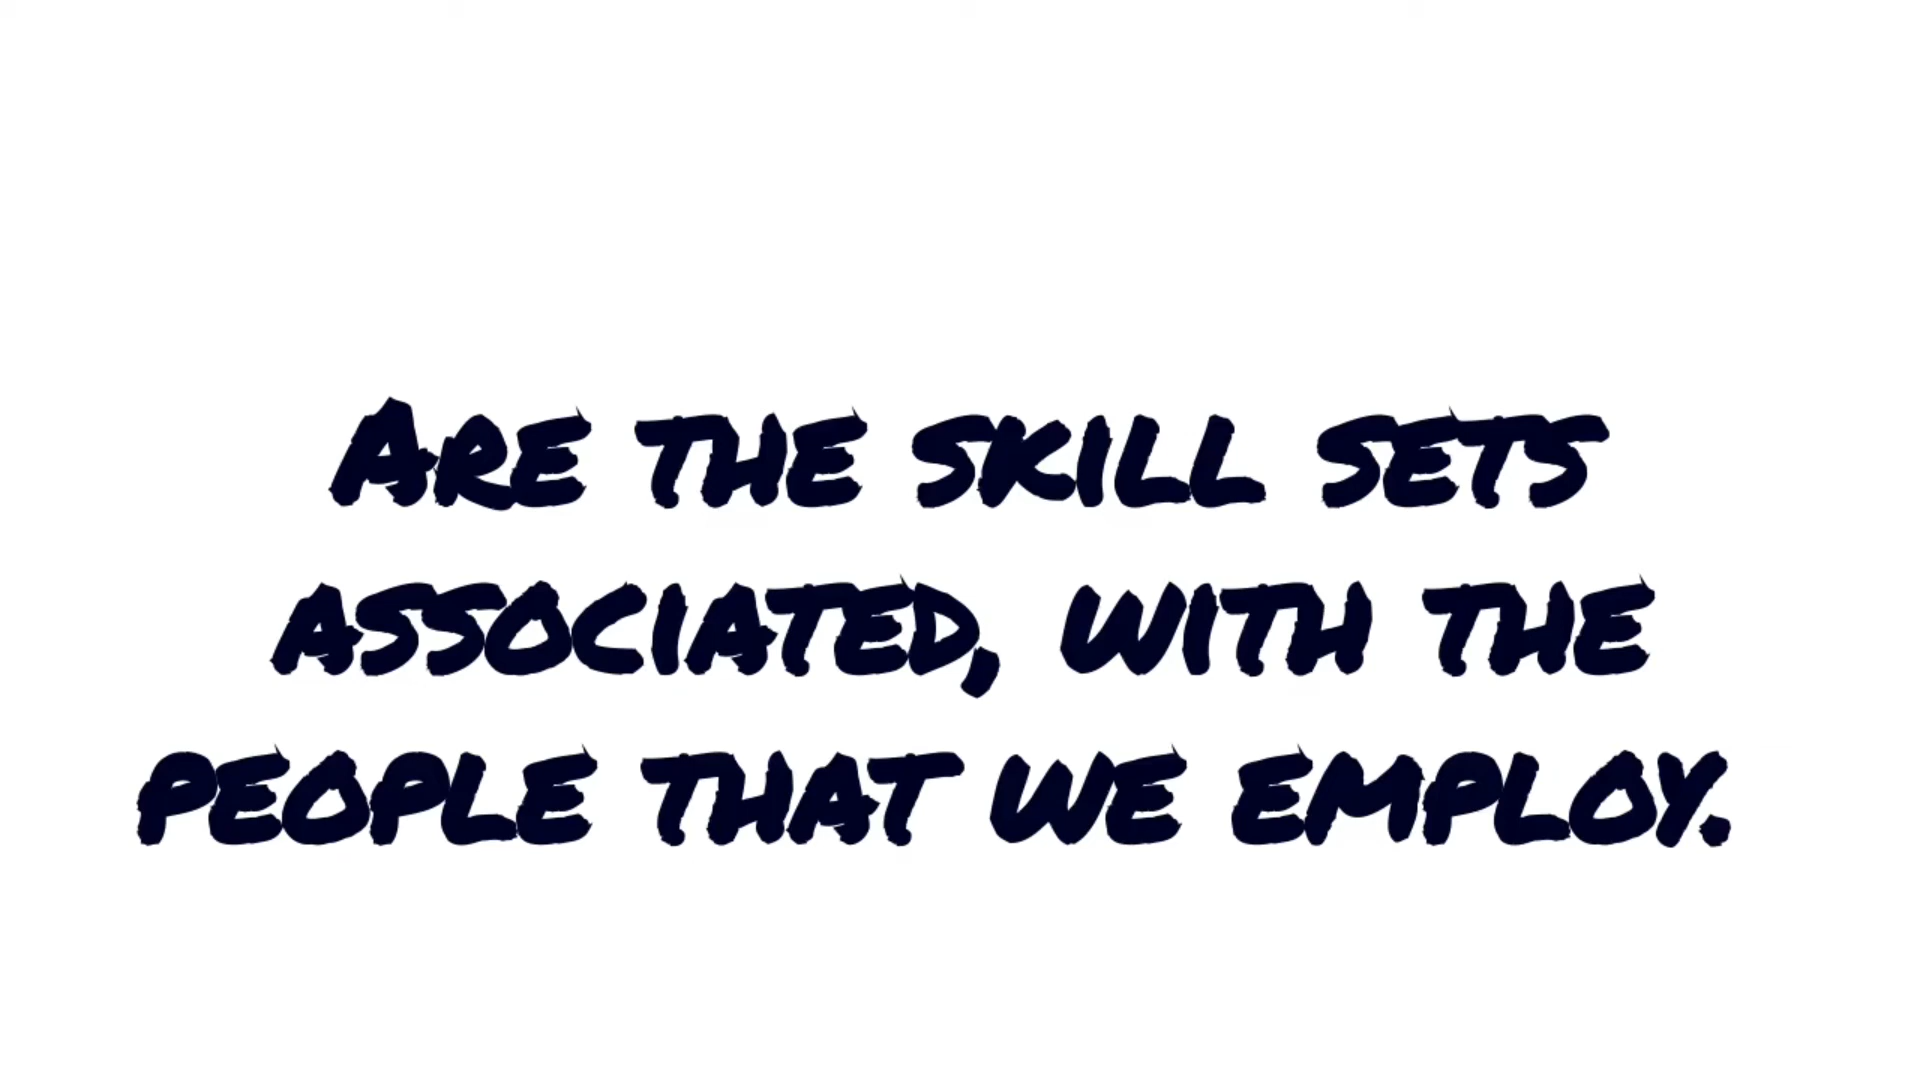 Are the skill sets
associated, with the
people that we employ.